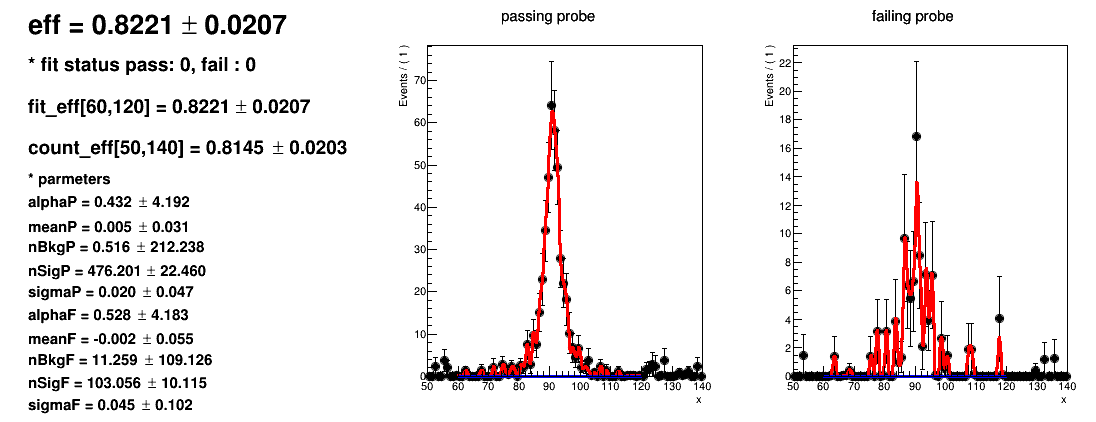 eff = 0.8221 ± 0.0207
* fit status pass: 0, fail : 0
fit_eff[60,120] = 0.8221 ± 0.0207
count_eff[50,140] = 0.8145 ± 0.0203
* parmeters
alphaP = 0.432 ± 4.192
meanP = 0.005 ± 0.031
nBkgP = 0.516 ± 212.238
nSigP = 476.201 ± 22.460
sigmaP = 0.020 ± 0.047
alphaF = 0.528 ± 4.183
meanF = -0.002 ± 0.055
nBkgF = 11.259 ± 109.126
nSigF = 103.056 ± 10.115
sigmaF = 0.045 ± 0.102
passing probe
Events / ( 1 )
70
60
50
40
30
20
10
0
50 60 70 80 90 100 110 120 130 140
x
failing probe
Events / ( 1 )
22
20
18
16
14
12
10
8
6
4
2
0
50 60 70 80 90 100 110 120 130 140
x